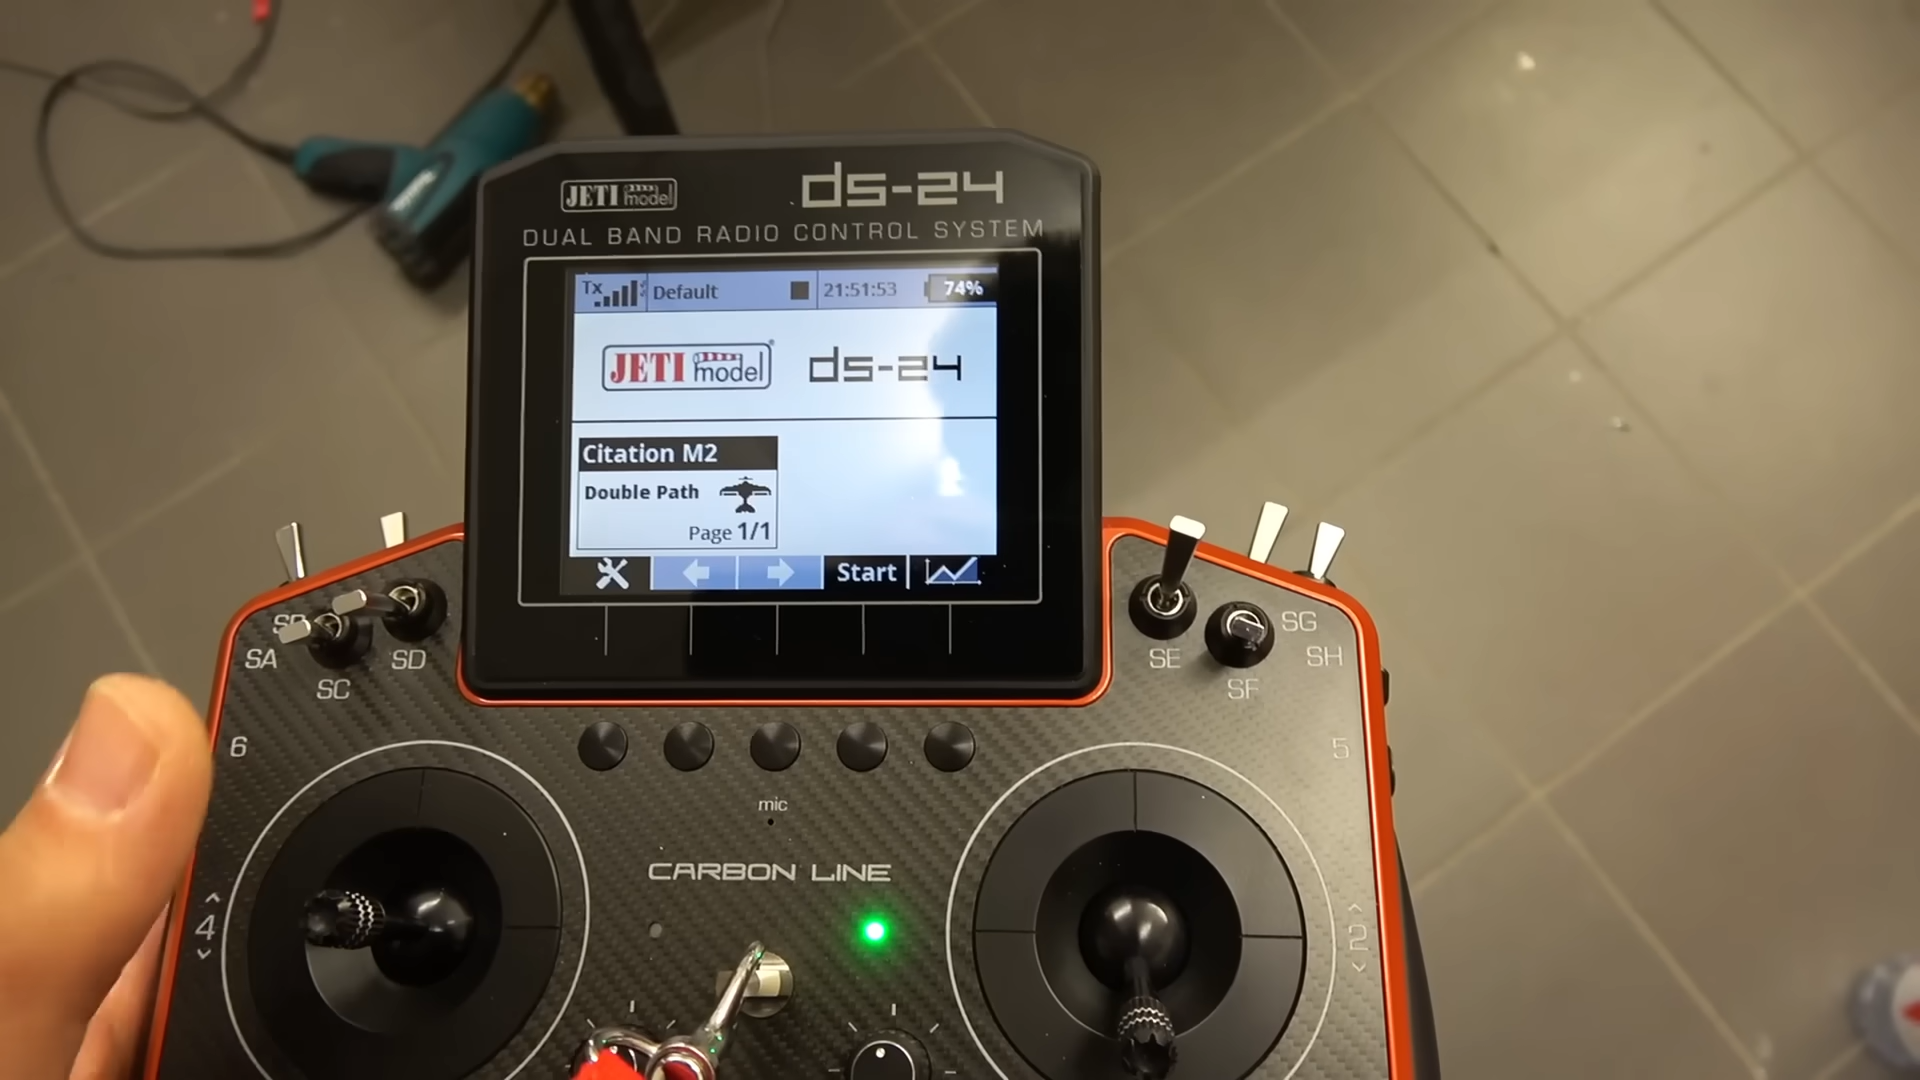 JETI model
ds-24
DUAL BAND RADIO CONTROL SYSTEM
Tx
Default
21:51:53
74%
JETI model
ds-24
Citation M2
Double Path
Page 1/1
Start
SA
SC
SD
SE
SF
SG
SH
6
5
mic
CARBON LINE
4
2